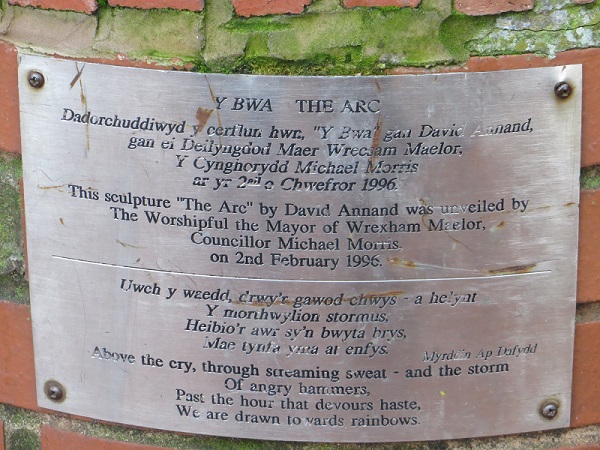 Y BWA THE ARC
Dadorchuddiwyd y cerflun hwn, "Y Bwa" gan David Annand,
gan ei Deilyngdod Maer Wrecsam Maelor,
Y Cynghorydd Michael Morris
ar yr 2ail o Chwefror 1996.
This sculpture "The Arc" by David Annand was unveiled by
The Worshipful the Mayor of Wrexham Maelor,
Councillor Michael Morris.
on 2nd February 1996.
Uwch y waedd, drwy'r gawod chwys - a helynt
Y morthwylion stormus,
Heibio'r awr sy'n bwyta brys,
Mae tynfa yma at enfys.
Myrddin Ap Dafydd
Above the cry, through screaming sweat - and the storm
Of angry hammers,
Past the hour that devours haste,
We are drawn towards rainbows.